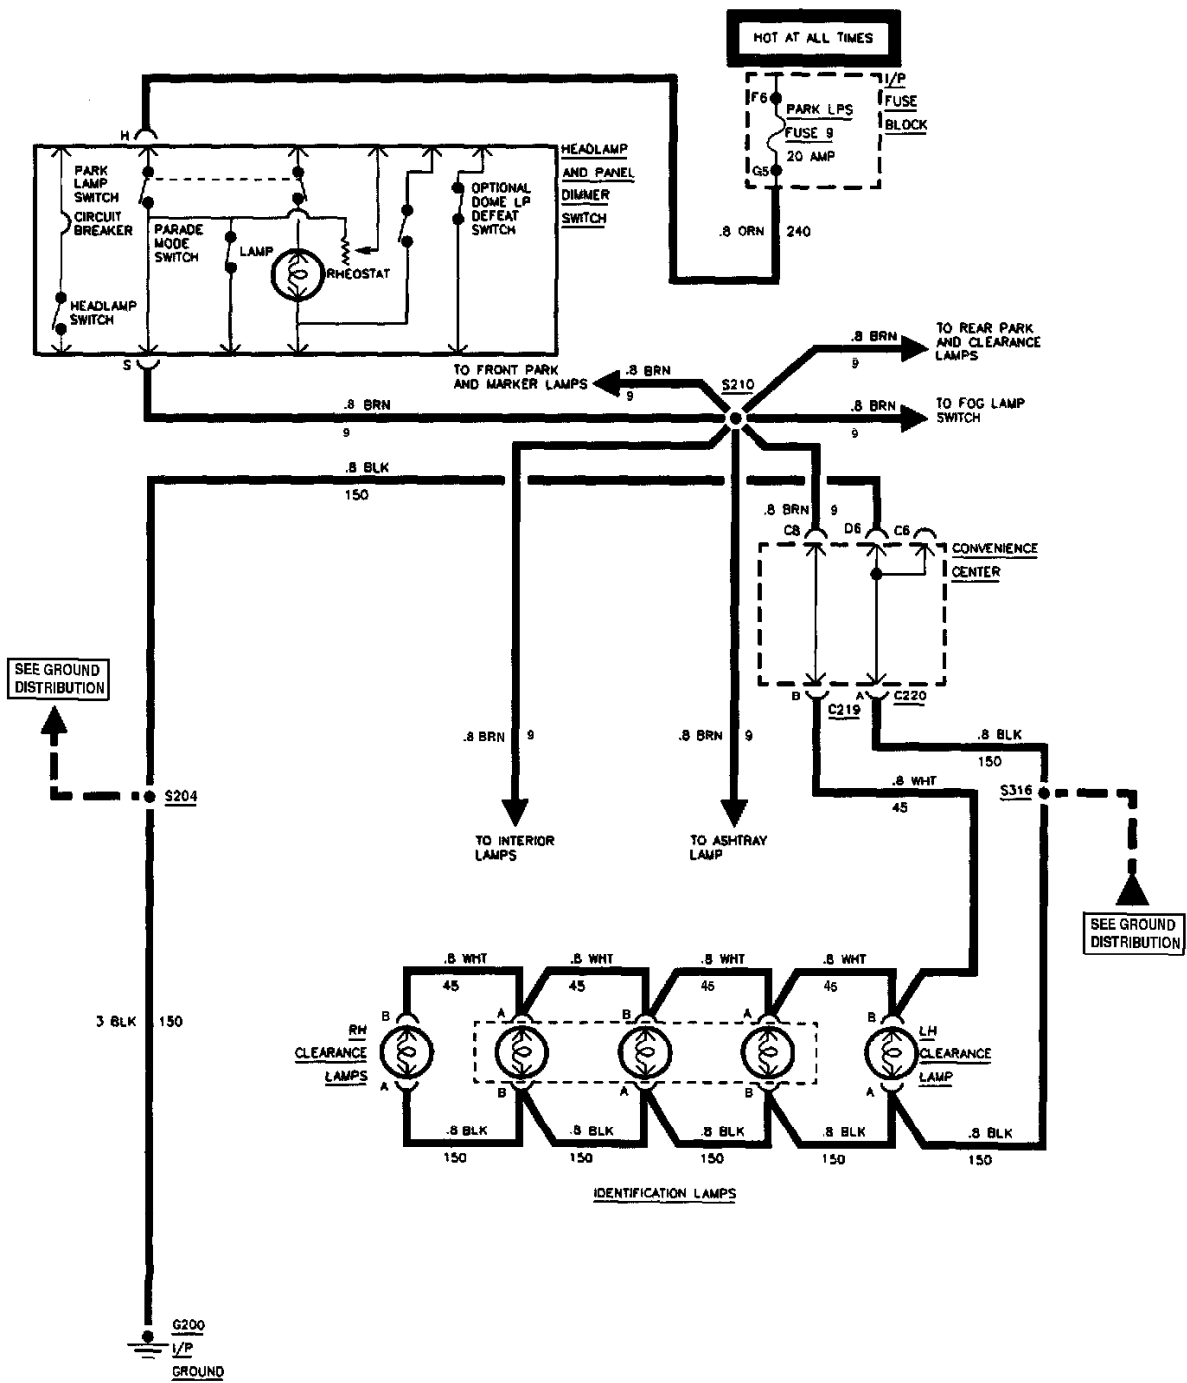 HOT AT ALL TIMES
I/P
FUSE
BLOCK
F6
PARK LPS
FUSE 9
20 AMP
G5
.8 ORN 240
H
HEADLAMP
AND PANEL
DIMMER
SWITCH
PARK
LAMP
SWITCH
CIRCUIT
BREAKER
PARADE
MODE
SWITCH
LAMP
RHEOSTAT
OPTIONAL
DOME LP
DEFEAT
SWITCH
HEADLAMP
SWITCH
S
TO FRONT PARK
AND MARKER LAMPS
.8 BRN
9
S210
.8 BRN
9
TO REAR PARK
AND CLEARANCE
LAMPS
.8 BRN
9
.8 BRN
9
TO FOG LAMP
SWITCH
.8 BLK
150
.8 BRN 9
C8
D6
C6
CONVENIENCE
CENTER
SEE GROUND
DISTRIBUTION
B
C219
A
C220
.8 BRN 9
.8 BRN 9
.8 BLK
150
.8 WHT
45
S204
S316
TO INTERIOR
LAMPS
TO ASHTRAY
LAMP
SEE GROUND
DISTRIBUTION
.8 WHT
45
.8 WHT
45
.8 WHT
45
.8 WHT
45
3 BLK 150
B
A
B
A
B
RH
CLEARANCE
LAMPS
LH
CLEARANCE
LAMP
A
B
A
B
A
.8 BLK
150
.8 BLK
150
.8 BLK
150
.8 BLK
150
.8 BLK
150
IDENTIFICATION LAMPS
G200
I/P
GROUND